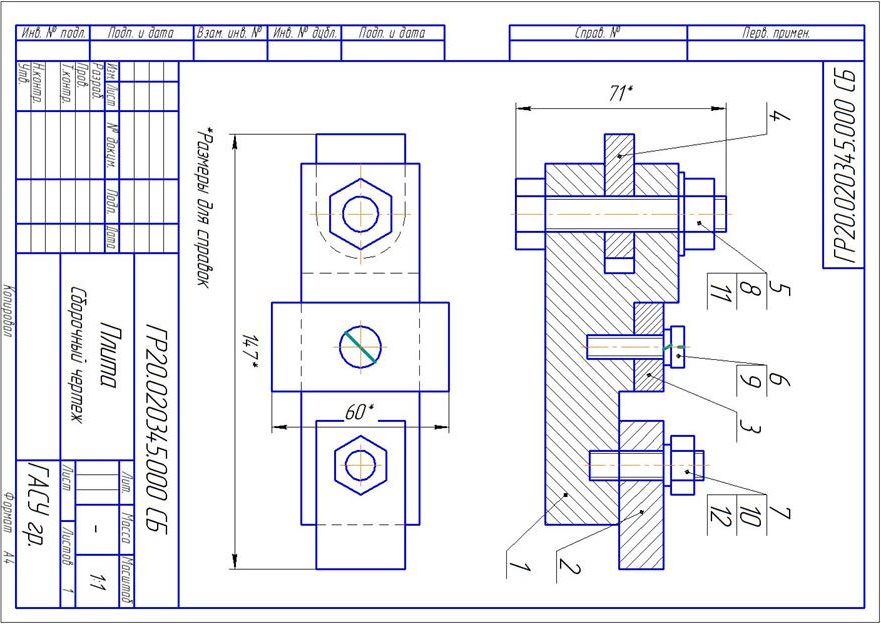 Перв. примен.
Справ. №
Подп. и дата
Инв. № дубл.
Взам. инв. №
Подп. и дата
Инв. № подл.
ГР20.020345.000 СБ
71*
4
5
8
11
6
9
3
7
10
12
1
2
60*
147*
*Размеры для справок
ГР20.020345.000 СБ
Изм.
Лист
№ докум.
Подп.
Дата
Разраб.
Пров.
Т.контр.
Н.контр.
Утв.
Плита
Сборочный чертеж
Лит.
Масса
Масштаб
-
1:1
Лист
Листов 1
ГАСУ гр.
Копировал
Формат А4